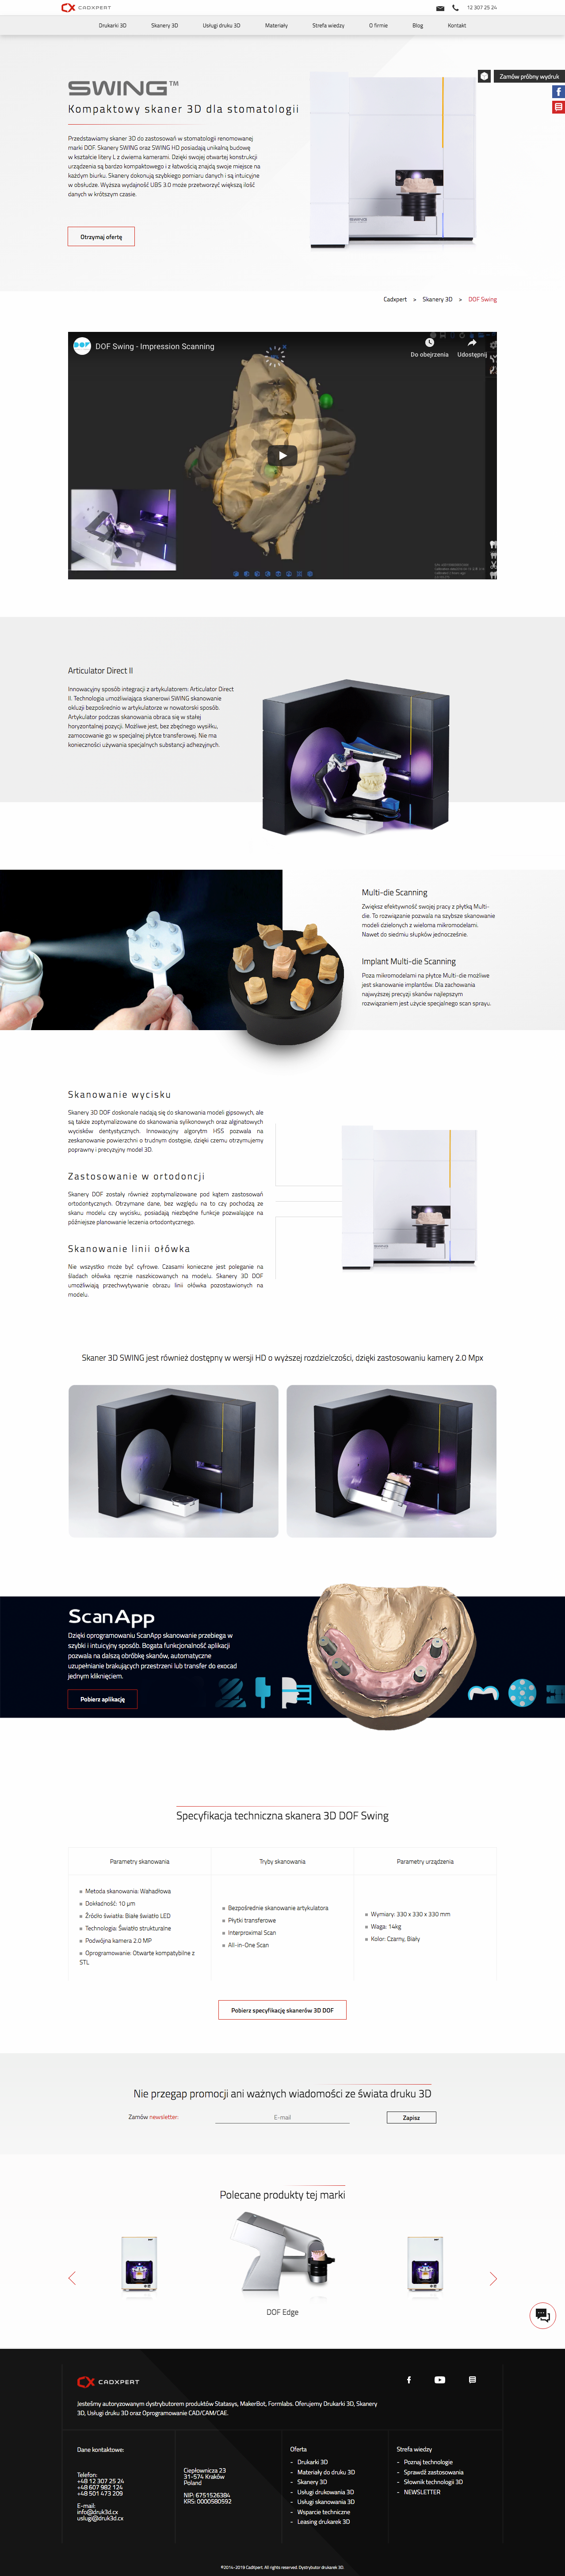 CADXPERT
12 307 25 24
Drukarki 3D
Skanery 3D
Usługi druku 3D
Materiały
Strefa wiedzy
O firmie
Blog
Kontakt
Zamów próbny wydruk
SWING™
Kompaktowy skaner 3D dla stomatologii
Przedstawiamy skaner 3D do zastosowań w stomatologii renomowanej
marki DOF. Skanery SWING oraz SWING HD posiadają unikalną budowę
w kształcie litery L z dwiema kamerami. Dzięki swojej otwartej konstrukcji
urządzenia są bardzo kompaktowego i z łatwością znajdą swoje miejsce na
każdym biurku. Skanery dokonują szybkiego pomiaru danych i są intuicyjne
w obsłudze. Wyższa wydajność UBS 3.0 może przetworzyć większą ilość
danych w krótszym czasie.
Otrzymaj ofertę
Cadxpert > Skanery 3D > DOF Swing
DOF
DOF Swing - Impression Scanning
Do obejrzenia
Udostępnij
Articulator Direct II
Innowacyjny sposób integracji z artykulatorem: Articulator Direct
II. Technologia umożliwiająca skanerowi SWING skanowanie
okluzji bezpośrednio w artykulatorze w nowatorski sposób.
Artykulator podczas skanowania obraca się w stałej
horyzontalnej pozycji. Możliwe jest, bez zbędnego wysiłku,
zamocowanie go w specjalnej płytce transferowej. Nie ma
konieczności używania specjalnych substancji adhezyjnych.
Multi-die Scanning
Zwiększ efektywność swojej pracy z płytką Multi-
die. To rozwiązanie pozwala na szybsze skanowanie
modeli dzielonych z wieloma mikromodelami.
Nawet do siedmiu słupków jednocześnie.
Implant Multi-die Scanning
Poza mikromodelami na płytce Multi-die możliwe
jest skanowanie implantów. Dla zachowania
najwyższej precyzji skanów najlepszym
rozwiązaniem jest użycie specjalnego scan sprayu.
Skanowanie wycisku
Skanery 3D DOF doskonale nadają się do skanowania modeli gipsowych, ale
są także zoptymalizowane do skanowania sylikonowych oraz alginatowych
wycisków dentystycznych. Innowacyjny algorytm HSS pozwala na
zeskanowanie powierzchni o trudnym dostępie, dzięki czemu otrzymujemy
poprawny i precyzyjny model 3D.
Zastosowanie w ortodoncji
Skanery DOF zostały również zoptymalizowane pod kątem zastosowań
ortodontycznych. Otrzymane dane, bez względu na to czy pochodzą ze
skanu modelu czy wycisku, posiadają niezbędne funkcje pozwalające na
późniejsze planowanie leczenia ortodontycznego.
Skanowanie linii ołówka
Nie wszystko może być cyfrowe. Czasami konieczne jest poleganie na
śladach ołówka ręcznie naszkicowanych na modelu. Skanery 3D DOF
umożliwiają przechwytywanie obrazu linii ołówka pozostawionych na
modelu.
Skaner 3D SWING jest również dostępny w wersji HD o wyższej rozdzielczości, dzięki zastosowaniu kamery 2.0 Mpx
ScanApp
Dzięki oprogramowaniu ScanApp skanowanie przebiega w
szybki i intuicyjny sposób. Bogata funkcjonalność aplikacji
pozwala na dalszą obróbkę skanów, automatyczne
uzupełnianie brakujących przestrzeni lub transfer do exocad
jednym kliknięciem.
Pobierz aplikację
Specyfikacja techniczna skanera 3D DOF Swing
Parametry skanowania
Metoda skanowania: Wahadłowa
Dokładność: 10 µm
Źródło światła: Białe światło LED
Technologia: Światło strukturalne
Podwójna kamera 2.0 MP
Oprogramowanie: Otwarte kompatybilne z
STL
Tryby skanowania
Bezpośrednie skanowanie artykulatora
Płytki transferowe
Interproximal Scan
All-in-One Scan
Parametry urządzenia
Wymiary: 330 x 330 x 330 mm
Waga: 14kg
Kolor: Czarny, Biały
Pobierz specyfikację skanerów 3D DOF
Nie przegap promocji ani ważnych wiadomości ze świata druku 3D
Zamów newsletter:
E-mail
Zapisz
Polecane produkty tej marki
DOF Edge
CADXPERT
Jesteśmy autoryzowanym dystrybutorem produktów Statasys, MakerBot, Formlabs. Oferujemy Drukarki 3D, Skanery
3D, Usługi druku 3D oraz Oprogramowanie CAD/CAM/CAE.
Dane kontaktowe:
Telefon:
+48 12 307 25 24
+48 607 982 124
+48 501 473 209
E-mail:
info@druk3d.cx
uslugi@druk3d.cx
Ciepłownicza 23
31-574 Kraków
Poland
NIP: 6751526384
KRS: 0000580592
Oferta
- Drukarki 3D
- Materiały do druku 3D
- Skanery 3D
- Usługi drukowania 3D
- Usługi skanowania 3D
- Wsparcie techniczne
- Leasing drukarek 3D
Strefa wiedzy
- Poznaj technologie
- Sprawdź zastosowania
- Słownik technologii 3D
- NEWSLETTER
©2014-2019 CadXpert. All rights reserved. Dystrybutor drukarek 3D.